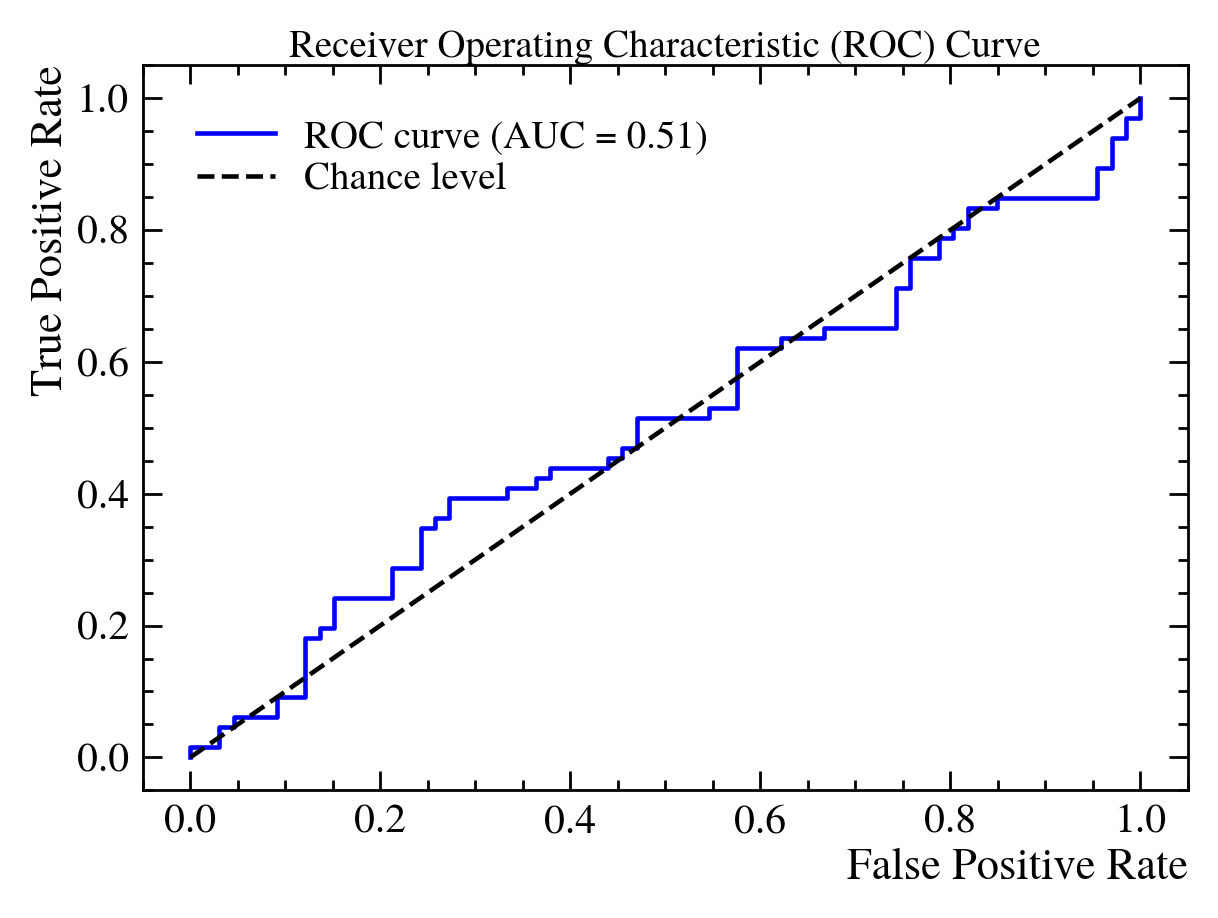 Receiver Operating Characteristic (ROC) Curve
True Positive Rate
1.0
0.8
0.6
0.4
0.2
0.0
ROC curve (AUC = 0.51)
Chance level
0.0 0.2 0.4 0.6 0.8 1.0
False Positive Rate